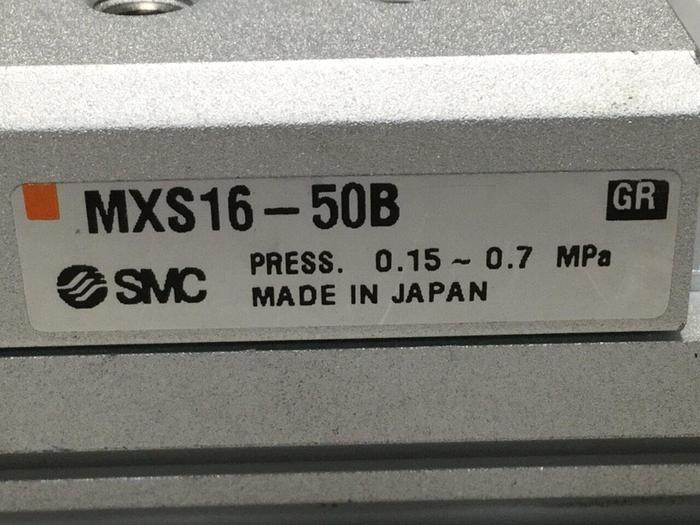 MXS16-50B
GR
SMC
PRESS. 0.15~0.7 MPa
MADE IN JAPAN